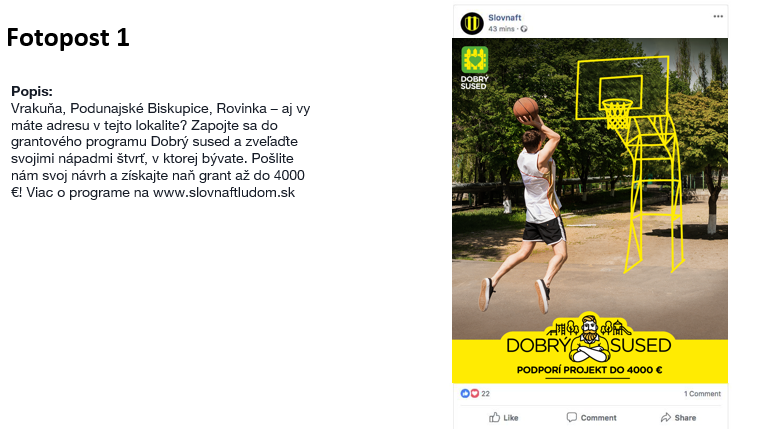 Fotopost 1
Popis:
Vrakuňa, Podunajské Biskupice, Rovinka – aj vy
máte adresu v tejto lokalite? Zapojte sa do
grantového programu Dobrý sused a zveľaďte
svojimi nápadmi štvrť, v ktorej bývate. Pošlite
nám svoj návrh a získajte naň grant až do 4000
€! Viac o programe na www.slovnaftludom.sk
Slovnaft
43 mins ·
DOBRÝ
SUSED
DOBRÝ SUSED
PODPORÍ PROJEKT DO 4000 €
22
1 Comment
Like
Comment
Share